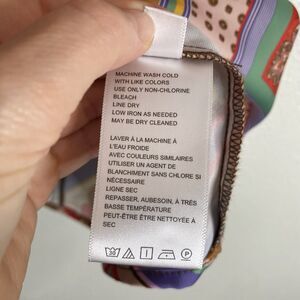 MACHINE WASH COLD
WITH LIKE COLORS
USE ONLY NON-CHLORINE
BLEACH
LINE DRY
LOW IRON AS NEEDED
MAY BE DRY CLEANED
LAVER À LA MACHINE À
L'EAU FROIDE
AVEC COULEURS SIMILAIRES
UTILISER UN AGENT DE
BLANCHIMENT SANS CHLORE SI
NÉCESSAIRE
LIGNE SEC
REPASSER, AUBESOIN, À TRÈS
BASSE TEMPÉRATURE
PEUT-ÊTRE ÊTRE NETTOYÉE À
SEC
P